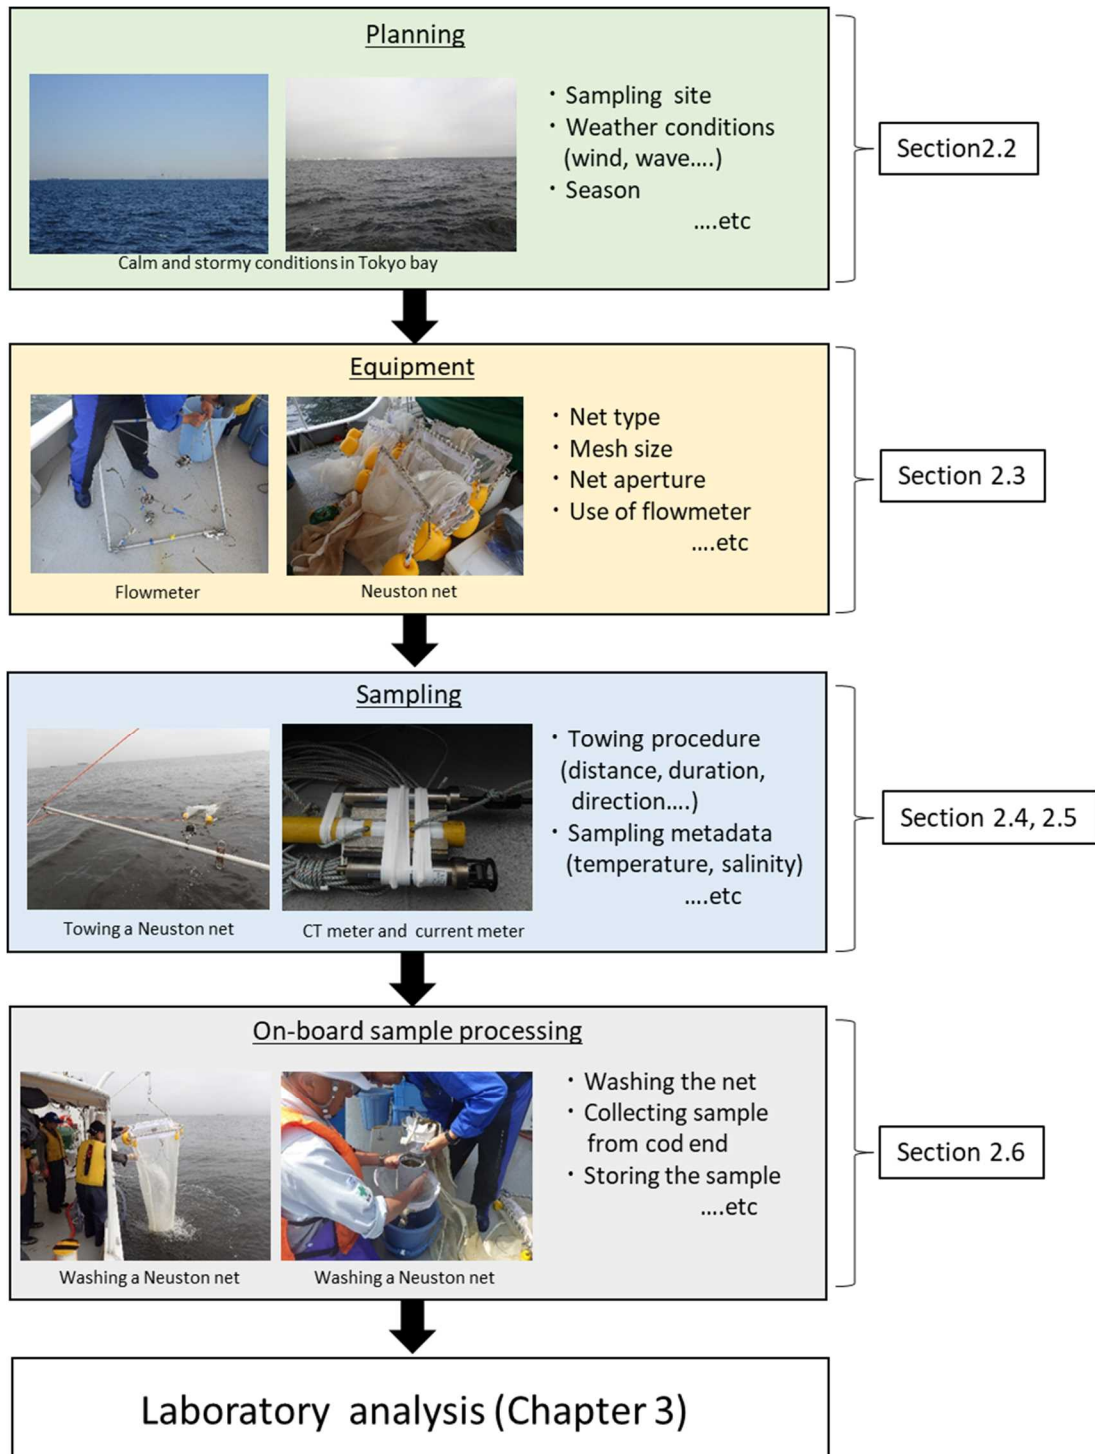 Planning
・Sampling site
・Weather conditions
(wind, wave….)
・Season
….etc
Calm and stormy conditions in Tokyo bay
Section2.2
Equipment
・Net type
・Mesh size
・Net aperture
・Use of flowmeter
….etc
Flowmeter
Neuston net
Section 2.3
Sampling
・Towing procedure
(distance, duration,
direction….)
・Sampling metadata
(temperature, salinity)
….etc
Towing a Neuston net
CT meter and current meter
Section 2.4, 2.5
On-board sample processing
・Washing the net
・Collecting sample
from cod end
・Storing the sample
….etc
Washing a Neuston net
Washing a Neuston net
Section 2.6
Laboratory analysis (Chapter 3)